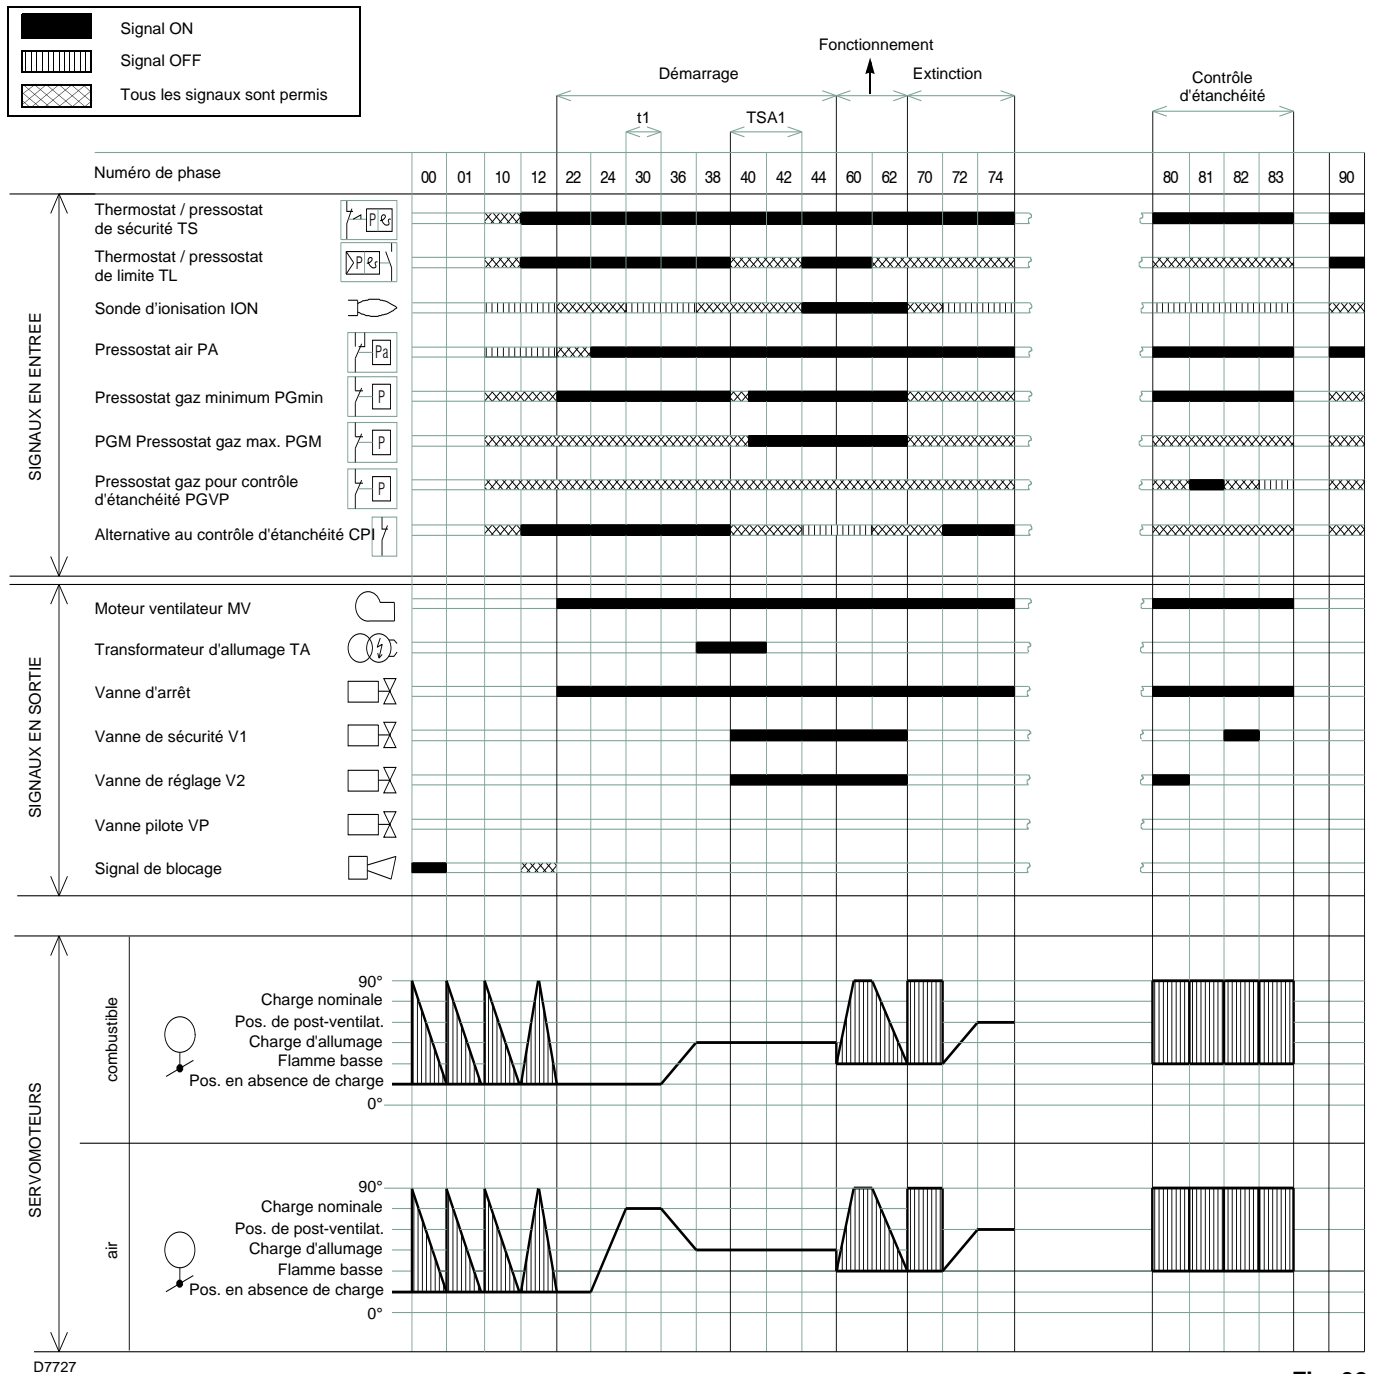 Signal ON
Signal OFF
Tous les signaux sont permis
Fonctionnement
Démarrage
Extinction
Contrôle
d'étanchéité
t1
TSA1
Numéro de phase
00 01 10 12 22 24 30 36 38 40 42 44 60 62 70 72 74 80 81 82 83 90
SIGNAUX EN ENTREE
Thermostat / pressostat
de sécurité TS
P
Thermostat / pressostat
de limite TL
P
Sonde d'ionisation ION
Pressostat air PA
Pa
Pressostat gaz minimum PGmin
P
PGM Pressostat gaz max. PGM
P
Pressostat gaz pour contrôle
d'étanchéité PGVP
P
Alternative au contrôle d'étanchéité CPI
SIGNAUX EN SORTIE
Moteur ventilateur MV
Transformateur d'allumage TA
Vanne d'arrêt
Vanne de sécurité V1
Vanne de réglage V2
Vanne pilote VP
Signal de blocage
SERVOMOTEURS
combustible
90°
Charge nominale
Pos. de post-ventilat.
Charge d'allumage
Flamme basse
Pos. en absence de charge
0°
air
90°
Charge nominale
Pos. de post-ventilat.
Charge d'allumage
Flamme basse
Pos. en absence de charge
0°
D7727